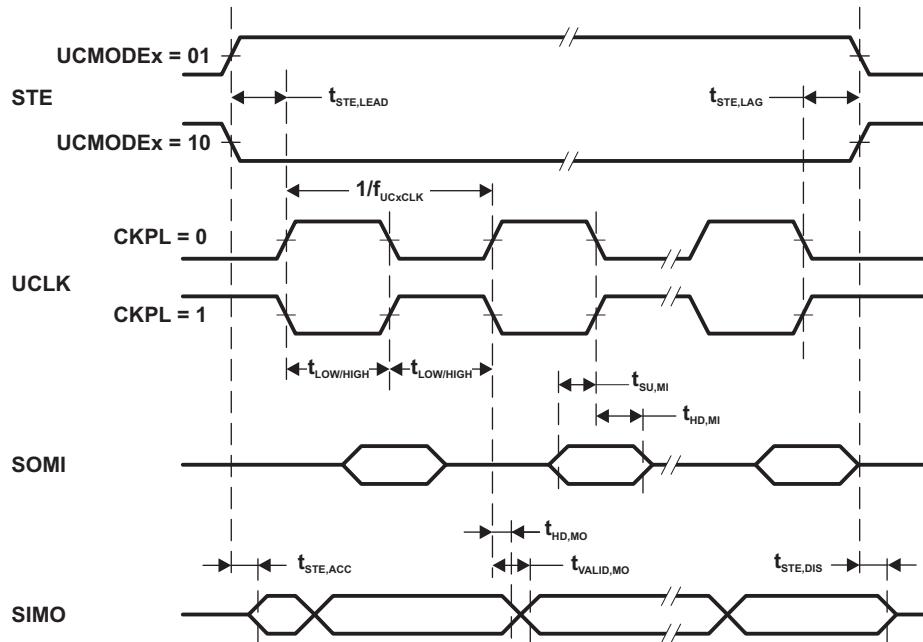 UCMODEx = 01
STE
tSTE,LEAD
tSTE,LAG
UCMODEx = 10
1/fUCxCLK
CKPL = 0
UCLK
CKPL = 1
tLOW/HIGH tLOW/HIGH
tSU,MI
tHD,MI
SOMI
tHD,MO
tSTE,ACC
tVALID,MO
tSTE,DIS
SIMO